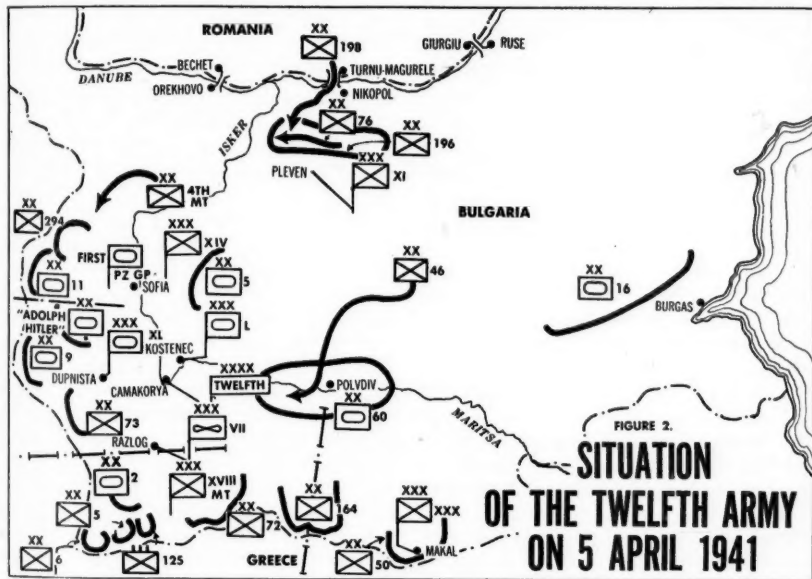 ROMANIA
XX
198
GIURGIU
RUSE
BECHET
TURNU-MAGURELE
DANUBE
OREKHOVO
NIKOPOL
ISKER
XX
76
XX
196
XXX
PLEVEN
XI
XX
4TH
MT
BULGARIA
XX
294
XXX
XIV
FIRST
PZ GP
SOFIA
XX
11
XX
5
XX
46
XX
16
BURGAS
"ADOLPH
HITLER"
XX
XXX
XL
XXX
L
KOSTENEC
XX
9
DUPNISTA
CAMAKORYA
XXXX
TWELFTH
POLVDIV
XX
60
MARITSA
XX
73
RAZLOG
XXX
VII
FIGURE 2.
SITUATION
OF THE TWELFTH ARMY
ON 5 APRIL 1941
XX
2
XXX
XVIII
MT
XX
5
XX
72
XX
164
XXX
XXX
XX
6
125
GREECE
XX
50
MAKAL